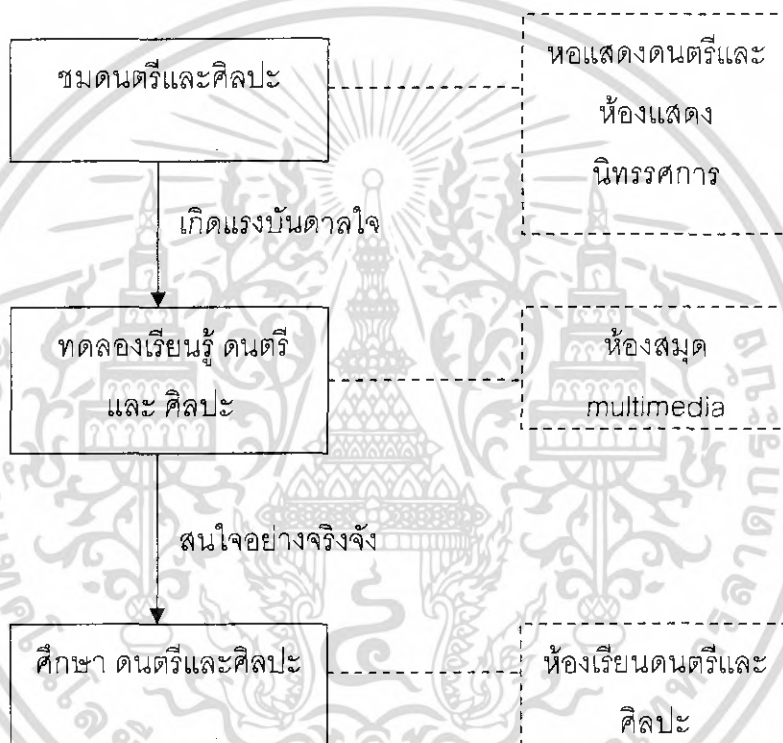 ชมดนตรีและศิลปะ
หอแสดงดนตรีและ
ห้องแสดง
นิทรรศการ
เกิดแรงบันดาลใจ
ทดลองเรียนรู้ ดนตรี
และ ศิลปะ
ห้องสมุด
multimedia
สนใจอย่างจริงจัง
ศึกษา ดนตรีและศิลปะ
ห้องเรียนดนตรีและ
ศิลปะ